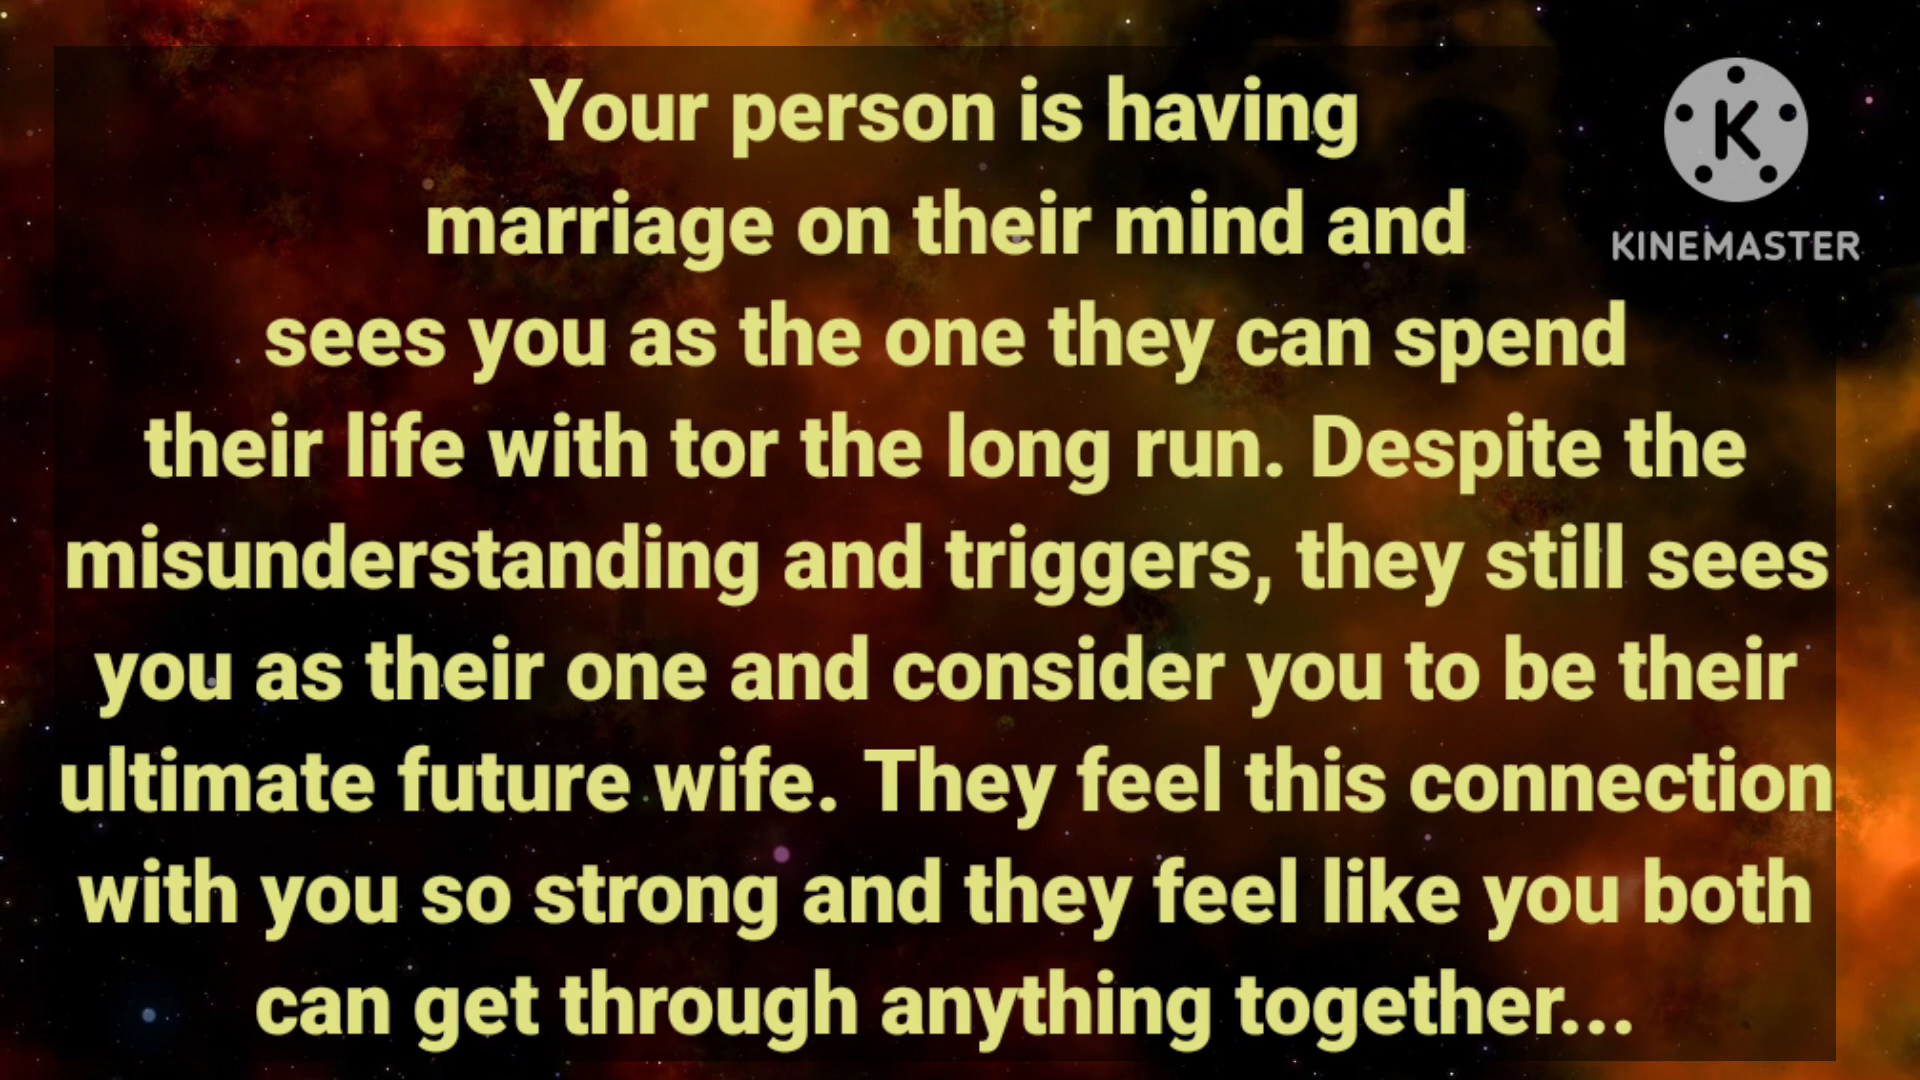 Your person is having
marriage on their mind and
sees you as the one they can spend
their life with tor the long run. Despite the
misunderstanding and triggers, they still sees
you as their one and consider you to be their
ultimate future wife. They feel this connection
with you so strong and they feel like you both
can get through anything together...
K
KINEMASTER